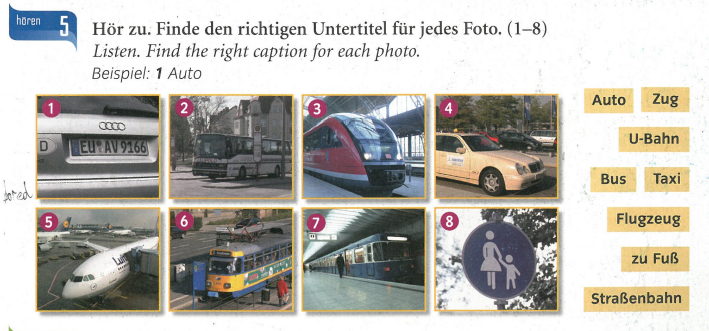 hören
5
Hör zu. Finde den richtigen Untertitel für jedes Foto. (1–8)
Listen. Find the right caption for each photo.
Beispiel: 1 Auto
1
2
3
4
D
EU AV 9166
Auto
Zug
U-Bahn
Bus
Taxi
bored
5
6
7
8
Luft
Flugzeug
zu Fuß
Straßenbahn